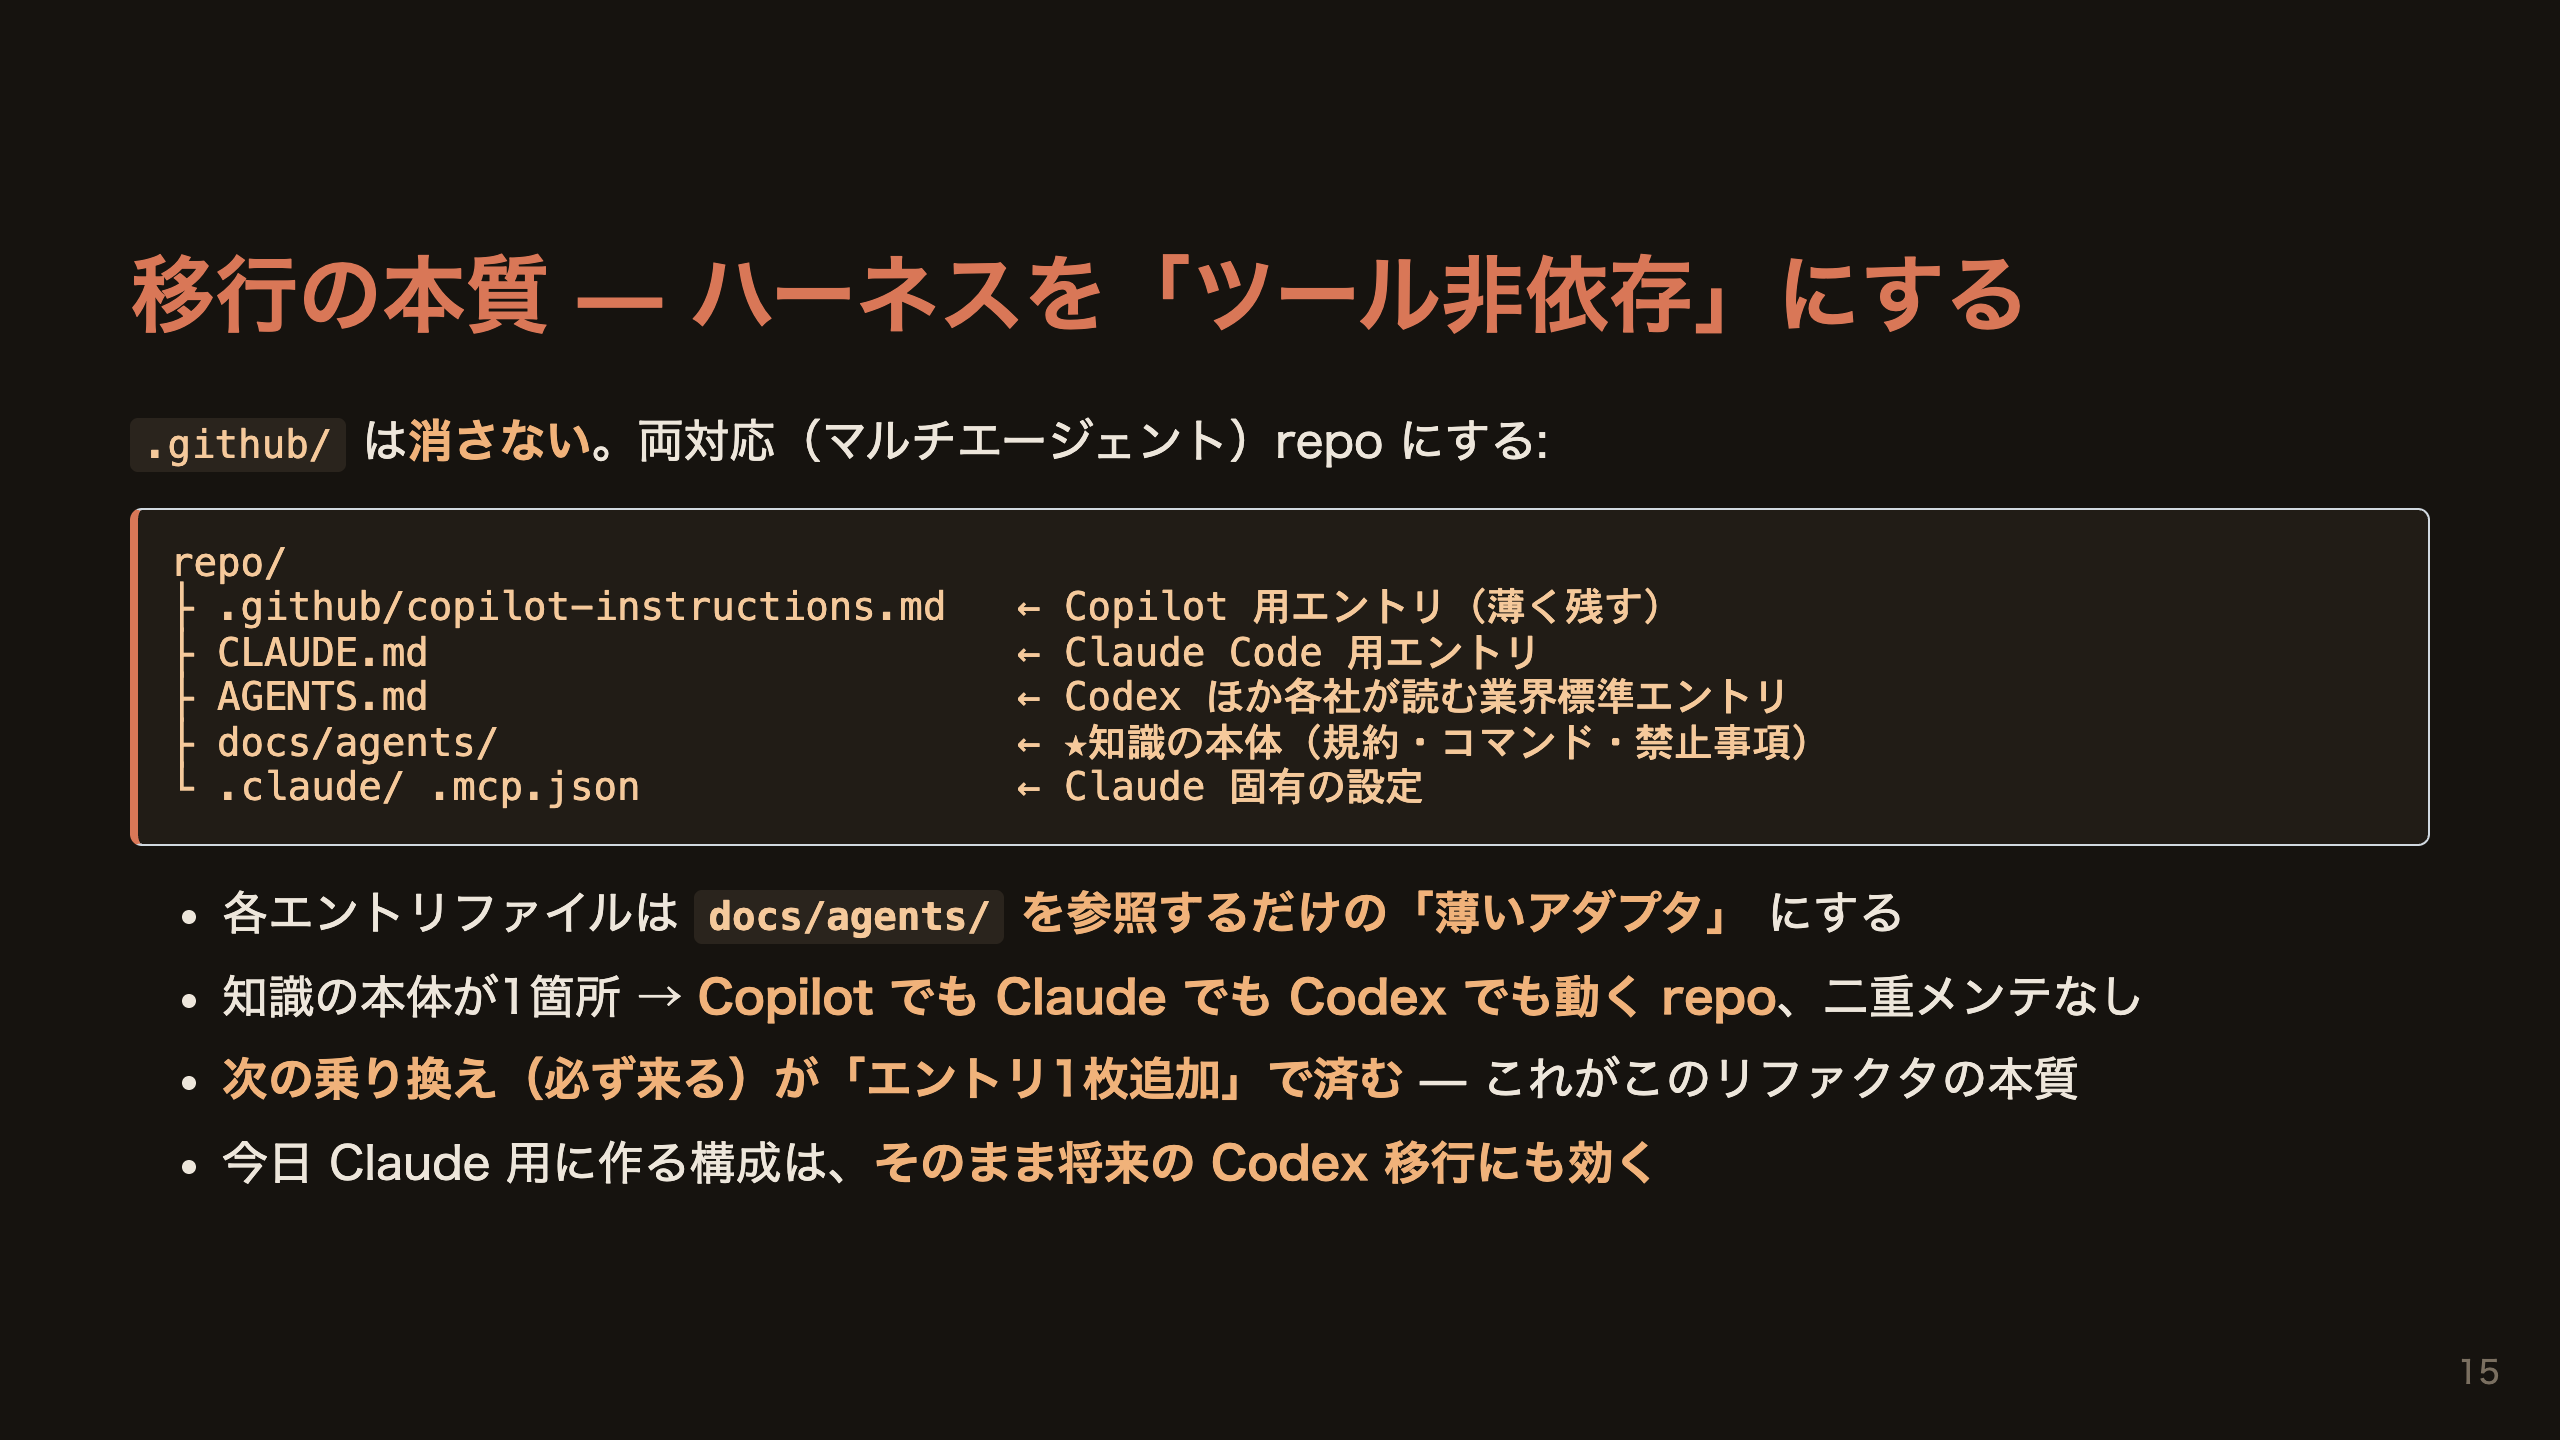 移行の本質 — ハーネスを「ツール非依存」にする
.github/ は消さない。両対応（マルチエージェント）repo にする:
repo/
├ .github/copilot-instructions.md ← Copilot 用エントリ（薄く残す）
├ CLAUDE.md ← Claude Code 用エントリ
├ AGENTS.md ← Codex ほか各社が読む業界標準エントリ
├ docs/agents/ ← ★知識の本体（規約・コマンド・禁止事項）
└ .claude/ .mcp.json ← Claude 固有の設定
• 各エントリファイルは docs/agents/ を参照するだけの「薄いアダプタ」 にする
• 知識の本体が1箇所 → Copilot でも Claude でも Codex でも動く repo、二重メンテなし
• 次の乗り換え（必ず来る）が「エントリ1枚追加」で済む — これがこのリファクタの本質
• 今日 Claude 用に作る構成は、そのまま将来の Codex 移行にも効く
15